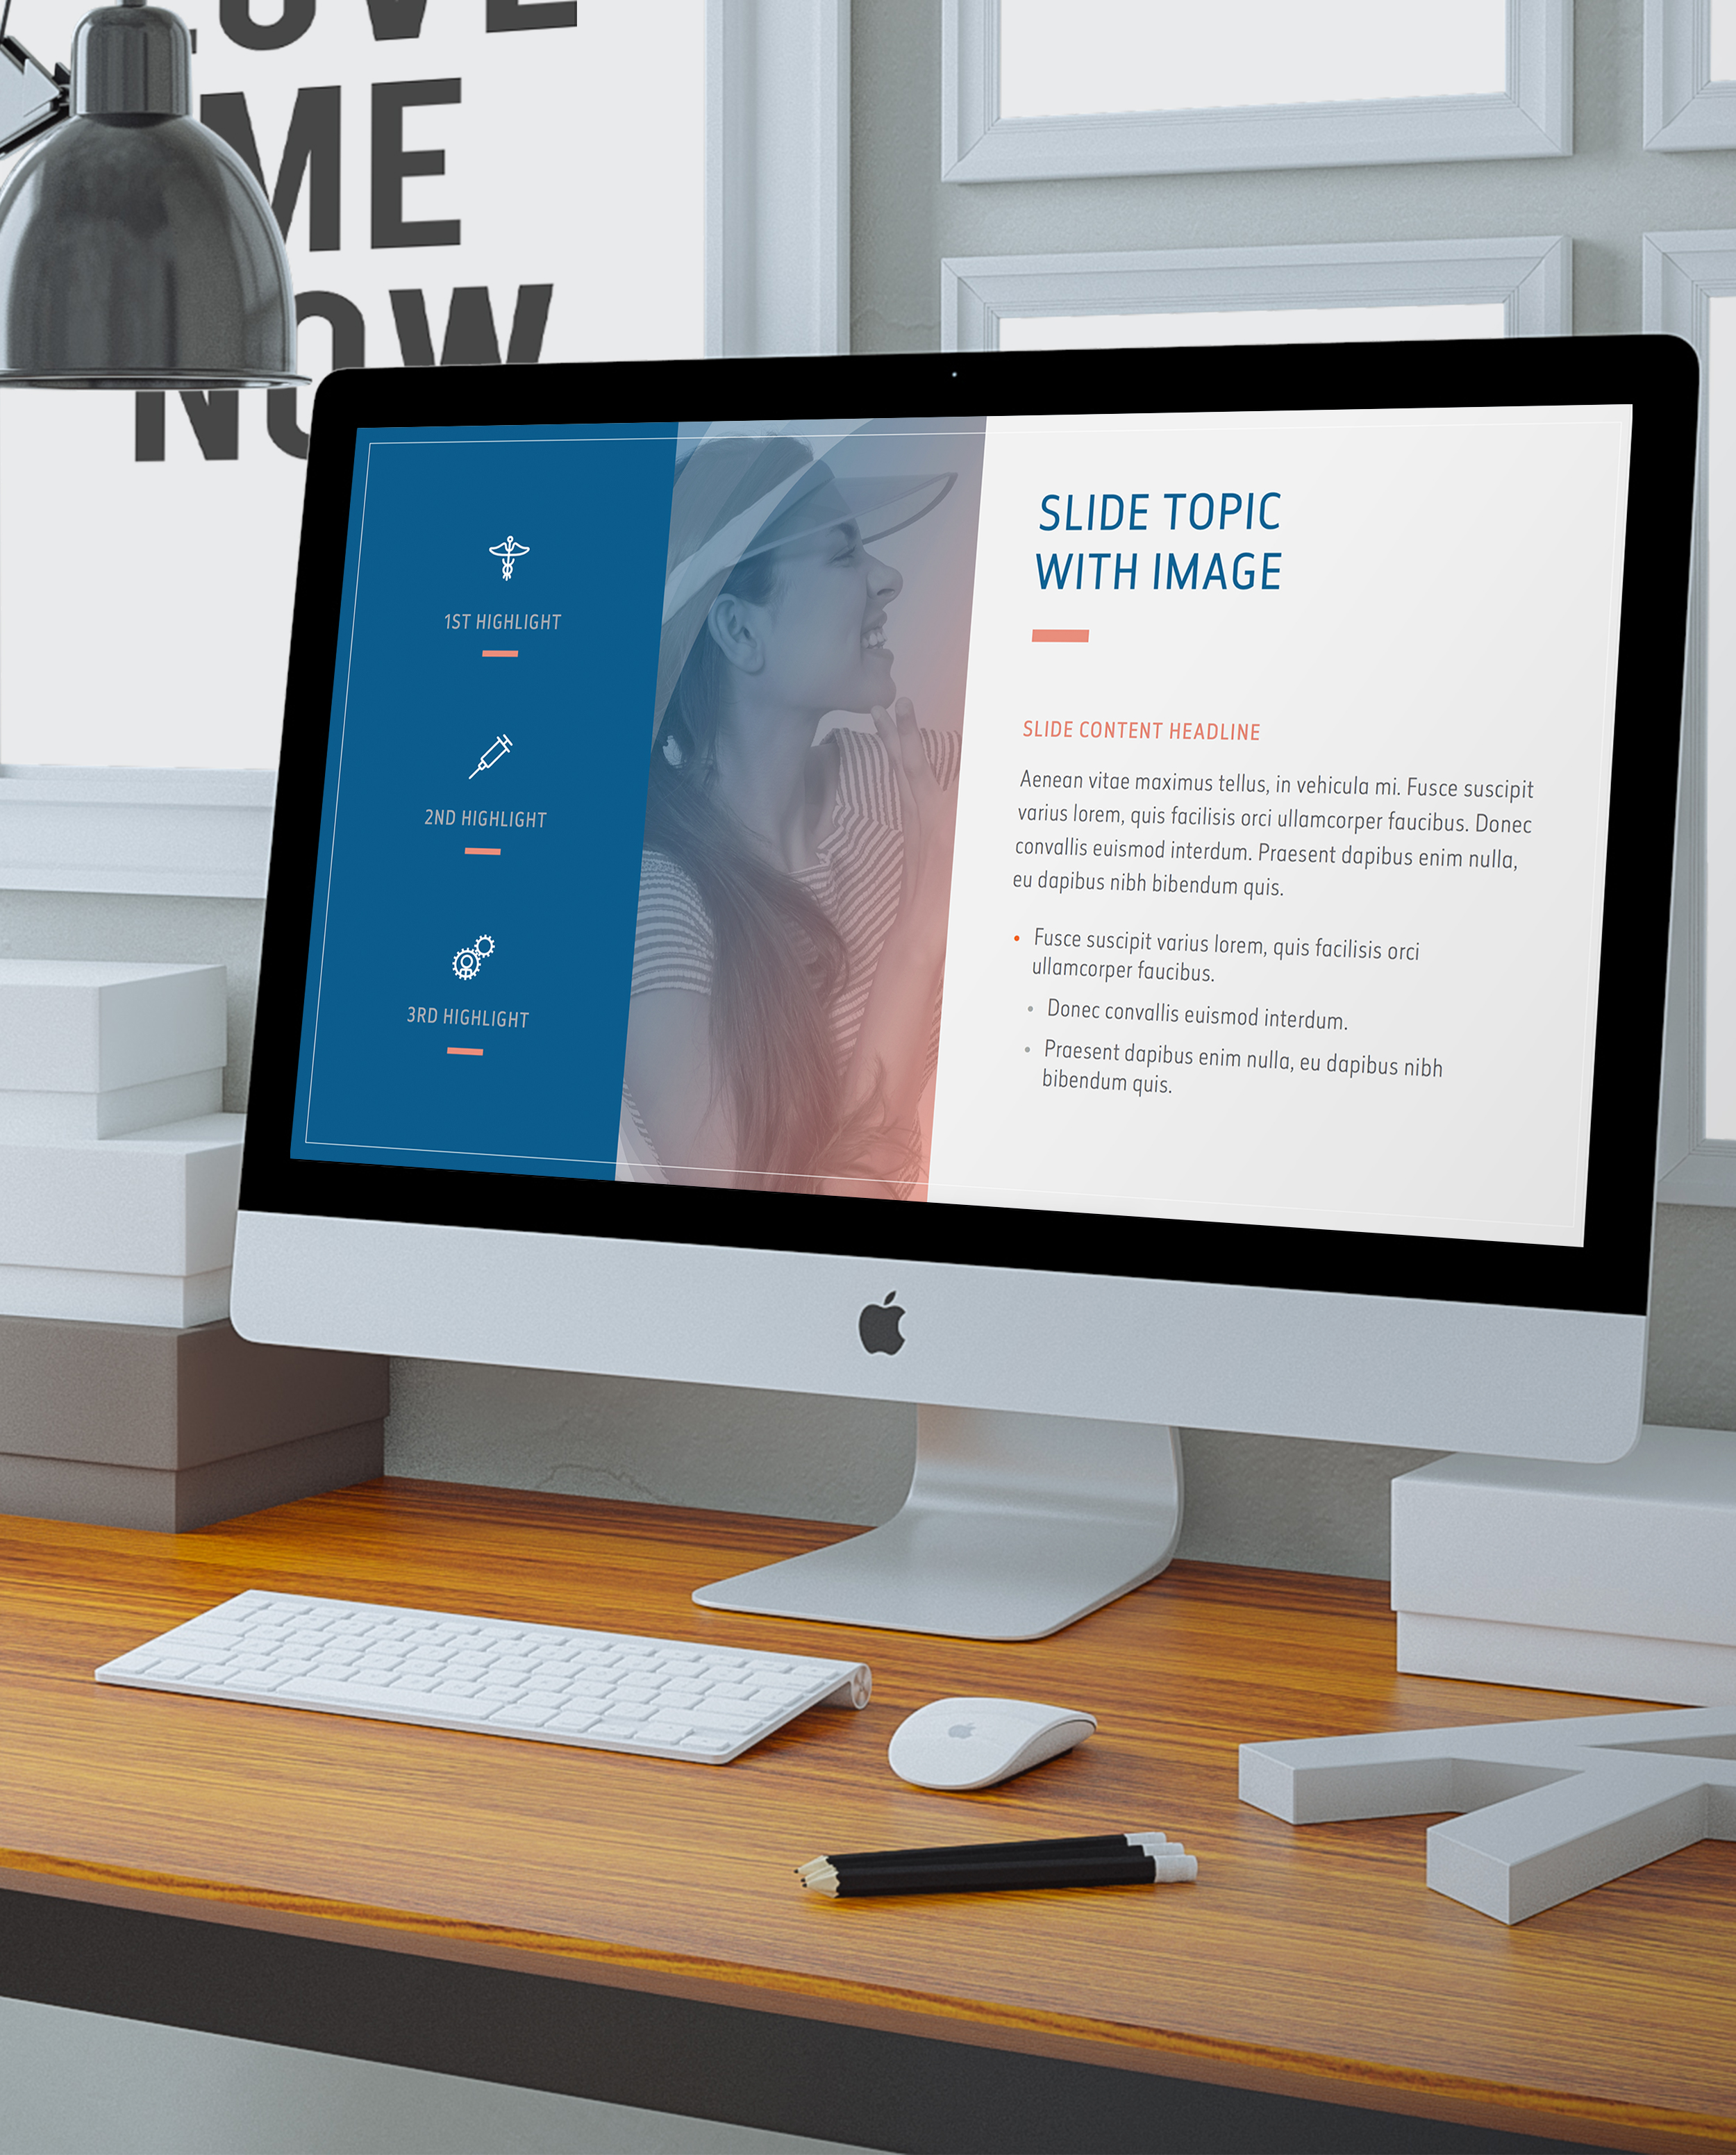 ME
NOW
1ST HIGHLIGHT
2ND HIGHLIGHT
3RD HIGHLIGHT
SLIDE TOPIC
WITH IMAGE
SLIDE CONTENT HEADLINE
Aenean vitae maximus tellus, in vehicula mi. Fusce suscipit
varius lorem, quis facilisis orci ullamcorper faucibus. Donec
convallis euismod interdum. Praesent dapibus enim nulla,
eu dapibus nibh bibendum quis.
• Fusce suscipit varius lorem, quis facilisis orci
ullamcorper faucibus.
• Donec convallis euismod interdum.
• Praesent dapibus enim nulla, eu dapibus nibh
bibendum quis.